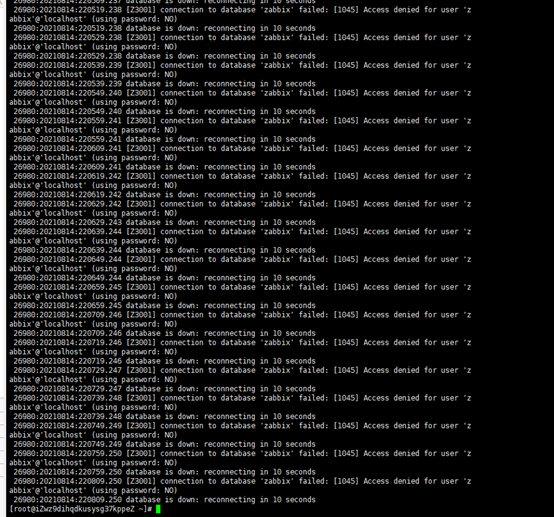 26980:20210814:220509.237 database is down: reconnecting in 10 seconds
26980:20210814:220519.238 [Z3001] connection to database 'zabbix' failed: [1045] Access denied for user 'z
abbix'@'localhost' (using password: NO)
26980:20210814:220519.238 database is down: reconnecting in 10 seconds
26980:20210814:220529.238 [Z3001] connection to database 'zabbix' failed: [1045] Access denied for user 'z
abbix'@'localhost' (using password: NO)
26980:20210814:220529.238 database is down: reconnecting in 10 seconds
26980:20210814:220539.239 [Z3001] connection to database 'zabbix' failed: [1045] Access denied for user 'z
abbix'@'localhost' (using password: NO)
26980:20210814:220539.239 database is down: reconnecting in 10 seconds
26980:20210814:220549.240 [Z3001] connection to database 'zabbix' failed: [1045] Access denied for user 'z
abbix'@'localhost' (using password: NO)
26980:20210814:220549.240 database is down: reconnecting in 10 seconds
26980:20210814:220559.241 [Z3001] connection to database 'zabbix' failed: [1045] Access denied for user 'z
abbix'@'localhost' (using password: NO)
26980:20210814:220559.241 database is down: reconnecting in 10 seconds
26980:20210814:220609.241 [Z3001] connection to database 'zabbix' failed: [1045] Access denied for user 'z
abbix'@'localhost' (using password: NO)
26980:20210814:220609.241 database is down: reconnecting in 10 seconds
26980:20210814:220619.242 [Z3001] connection to database 'zabbix' failed: [1045] Access denied for user 'z
abbix'@'localhost' (using password: NO)
26980:20210814:220619.242 database is down: reconnecting in 10 seconds
26980:20210814:220629.242 [Z3001] connection to database 'zabbix' failed: [1045] Access denied for user 'z
abbix'@'localhost' (using password: NO)
26980:20210814:220629.243 database is down: reconnecting in 10 seconds
26980:20210814:220639.244 [Z3001] connection to database 'zabbix' failed: [1045] Access denied for user 'z
abbix'@'localhost' (using password: NO)
26980:20210814:220639.244 database is down: reconnecting in 10 seconds
26980:20210814:220649.244 [Z3001] connection to database 'zabbix' failed: [1045] Access denied for user 'z
abbix'@'localhost' (using password: NO)
26980:20210814:220649.244 database is down: reconnecting in 10 seconds
26980:20210814:220659.245 [Z3001] connection to database 'zabbix' failed: [1045] Access denied for user 'z
abbix'@'localhost' (using password: NO)
26980:20210814:220659.245 database is down: reconnecting in 10 seconds
26980:20210814:220709.246 [Z3001] connection to database 'zabbix' failed: [1045] Access denied for user 'z
abbix'@'localhost' (using password: NO)
26980:20210814:220709.246 database is down: reconnecting in 10 seconds
26980:20210814:220719.246 [Z3001] connection to database 'zabbix' failed: [1045] Access denied for user 'z
abbix'@'localhost' (using password: NO)
26980:20210814:220719.246 database is down: reconnecting in 10 seconds
26980:20210814:220729.247 [Z3001] connection to database 'zabbix' failed: [1045] Access denied for user 'z
abbix'@'localhost' (using password: NO)
26980:20210814:220729.247 database is down: reconnecting in 10 seconds
26980:20210814:220739.248 [Z3001] connection to database 'zabbix' failed: [1045] Access denied for user 'z
abbix'@'localhost' (using password: NO)
26980:20210814:220739.248 database is down: reconnecting in 10 seconds
26980:20210814:220749.249 [Z3001] connection to database 'zabbix' failed: [1045] Access denied for user 'z
abbix'@'localhost' (using password: NO)
26980:20210814:220749.249 database is down: reconnecting in 10 seconds
26980:20210814:220759.250 [Z3001] connection to database 'zabbix' failed: [1045] Access denied for user 'z
abbix'@'localhost' (using password: NO)
26980:20210814:220759.250 database is down: reconnecting in 10 seconds
26980:20210814:220809.250 [Z3001] connection to database 'zabbix' failed: [1045] Access denied for user 'z
abbix'@'localhost' (using password: NO)
26980:20210814:220809.250 database is down: reconnecting in 10 seconds
[root@iZwz9dihqdkusysg37kppeZ ~]#